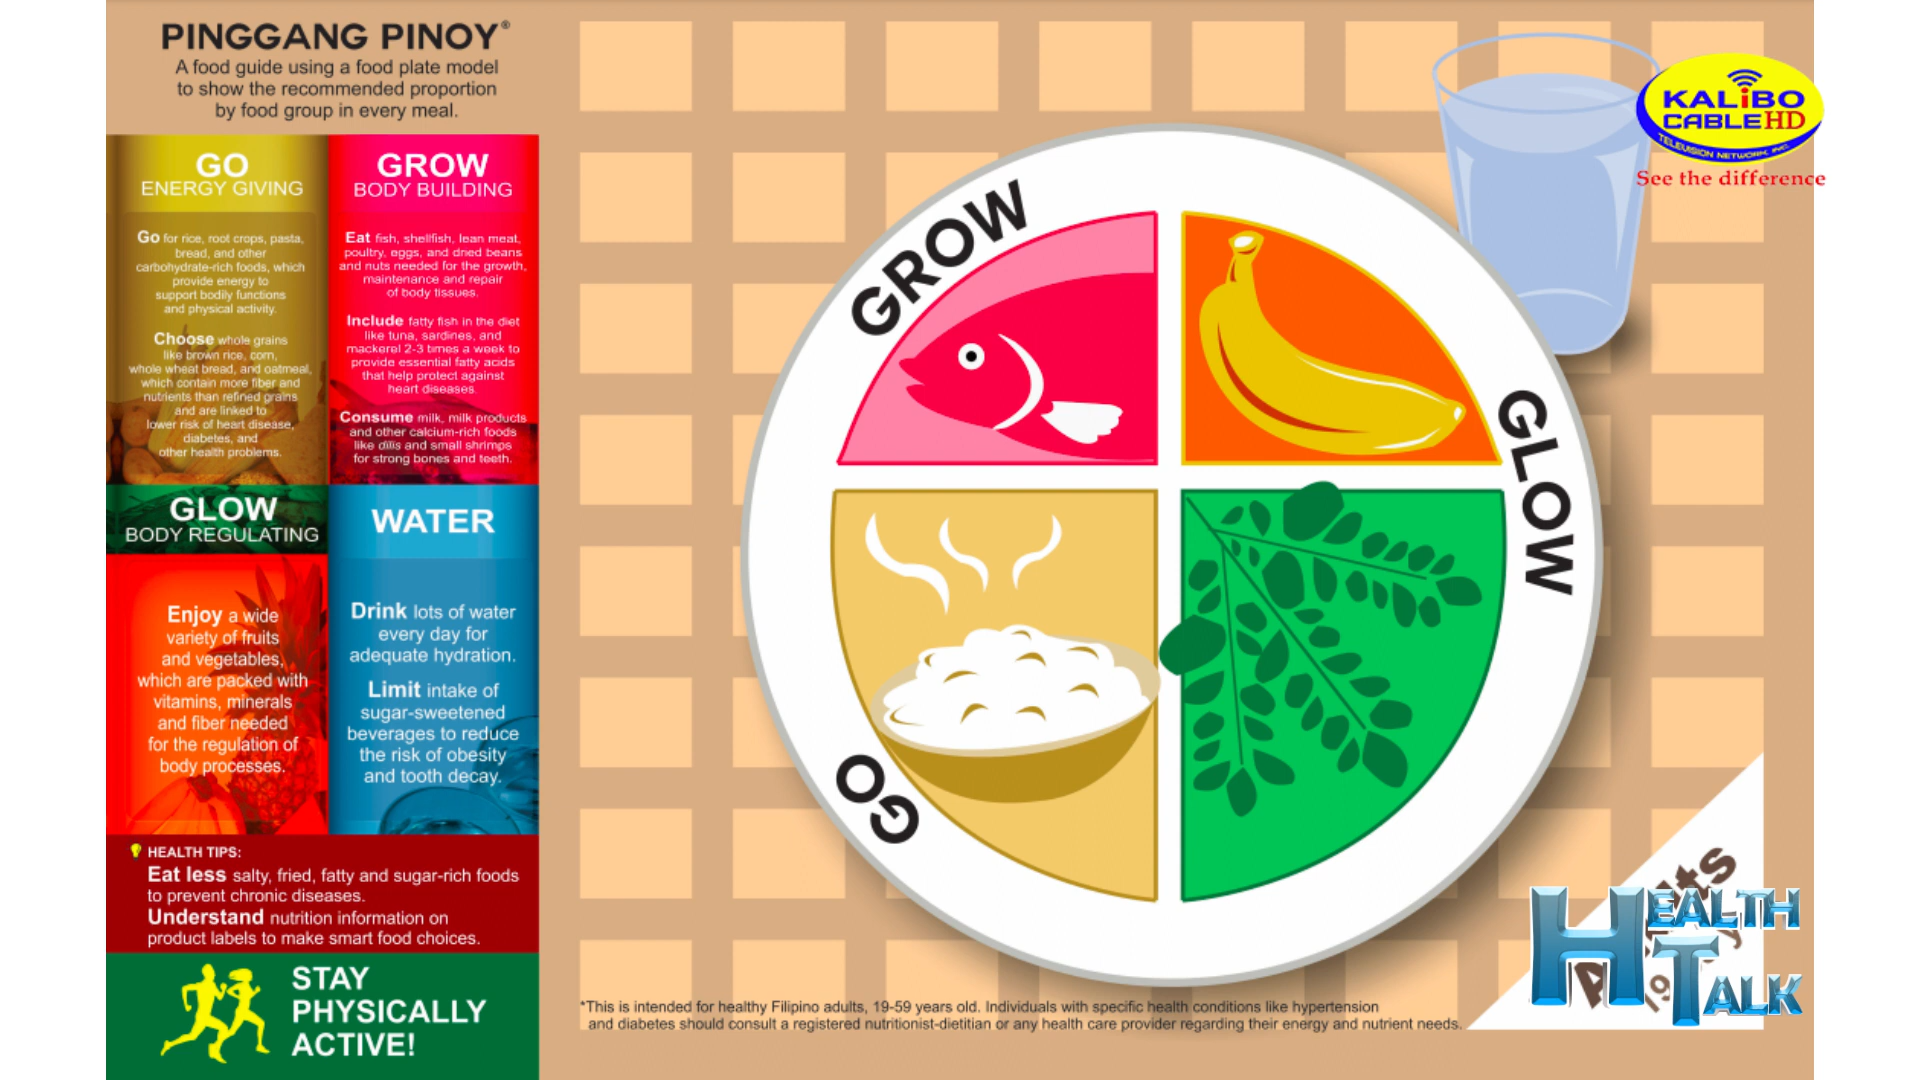 PINGGANG PINOY®
A food guide using a food plate model
to show the recommended proportion
by food group in every meal.
GO
ENERGY GIVING
Go for rice, root crops, pasta,
bread, and other
carbohydrate-rich foods, which
provide energy to
support bodily functions
and physical activity.
Choose whole grains
like brown rice, corn,
whole wheat bread, and oatmeal,
which contain more fiber and
nutrients than refined grains
and are linked to
lower risk of heart disease,
diabetes, and
other health problems.
GROW
BODY BUILDING
Eat fish, shellfish, lean meat,
poultry, eggs, and dried beans
and nuts needed for the growth,
maintenance and repair
of body tissues.
Include fatty fish in the diet
like tuna, sardines, and
mackerel 2-3 times a week to
provide essential fatty acids
that help protect against
heart diseases.
Consume milk, milk products
and other calcium-rich foods
like dilis and small shrimps
for strong bones and teeth.
GLOW
BODY REGULATING
Enjoy a wide
variety of fruits
and vegetables,
which are packed with
vitamins, minerals
and fiber needed
for the regulation of
body processes.
WATER
Drink lots of water
every day for
adequate hydration.
Limit intake of
sugar-sweetened
beverages to reduce
the risk of obesity
and tooth decay.
HEALTH TIPS:
Eat less salty, fried, fatty and sugar-rich foods
to prevent chronic diseases.
Understand nutrition information on
product labels to make smart food choices.
STAY
PHYSICALLY
ACTIVE!
GROW
GLOW
GO
KALiBO
CABLE HD
TELEVISION NETWORK, INC.
See the difference
HEALTH
TALK
*This is intended for healthy Filipino adults, 19-59 years old. Individuals with specific health conditions like hypertension
and diabetes should consult a registered nutritionist-dietitian or any health care provider regarding their energy and nutrient needs.